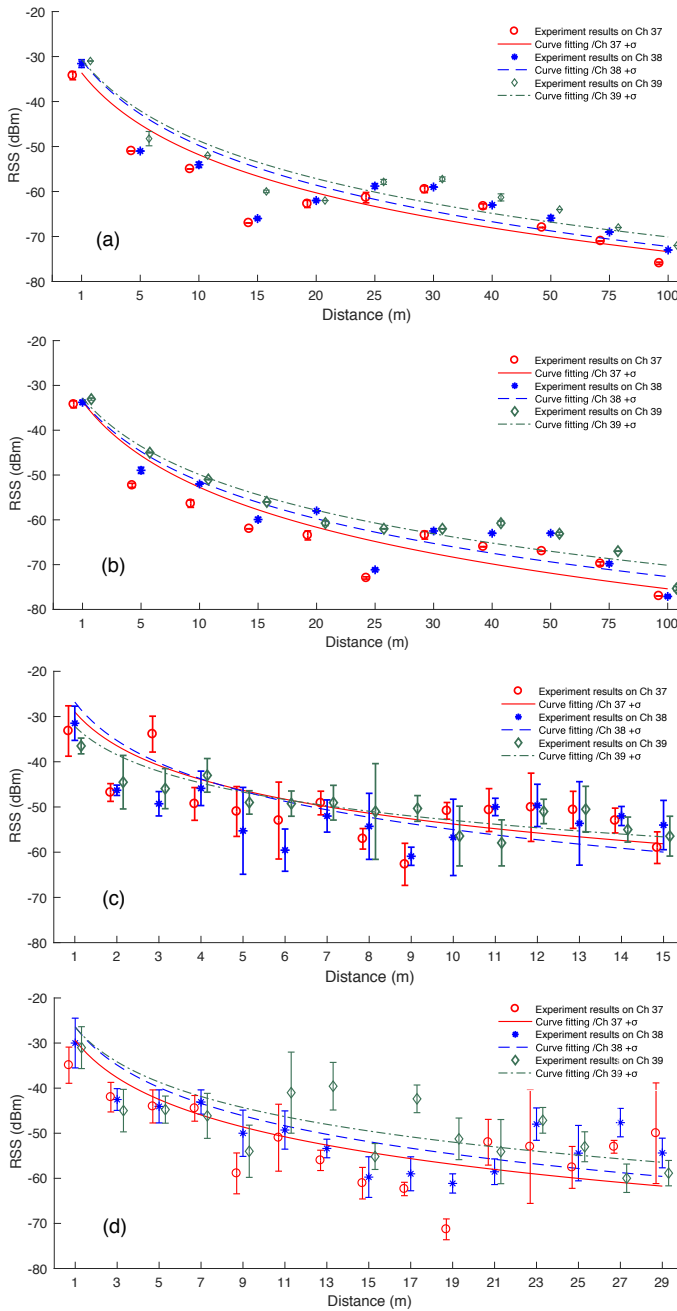 -20
-30
-40
-50
-60
-70
-80
RSS (dBm)
Experiment results on Ch 37
Curve fitting /Ch 37 +σ
Experiment results on Ch 38
Curve fitting /Ch 38 +σ
Experiment results on Ch 39
Curve fitting /Ch 39 +σ
(a)
1 5 10 15 20 25 30 40 50 75 100
Distance (m)
-20
-30
-40
-50
-60
-70
-80
RSS (dBm)
Experiment results on Ch 37
Curve fitting /Ch 37 +σ
Experiment results on Ch 38
Curve fitting /Ch 38 +σ
Experiment results on Ch 39
Curve fitting /Ch 39 +σ
(b)
1 5 10 15 20 25 30 40 50 75 100
Distance (m)
-20
-30
-40
-50
-60
-70
-80
RSS (dBm)
Experiment results on Ch 37
Curve fitting /Ch 37 +σ
Experiment results on Ch 38
Curve fitting /Ch 38 +σ
Experiment results on Ch 39
Curve fitting /Ch 39 +σ
(c)
1 2 3 4 5 6 7 8 9 10 11 12 13 14 15
Distance (m)
-20
-30
-40
-50
-60
-70
-80
RSS (dBm)
Experiment results on Ch 37
Curve fitting /Ch 37 +σ
Experiment results on Ch 38
Curve fitting /Ch 38 +σ
Experiment results on Ch 39
Curve fitting /Ch 39 +σ
(d)
1 3 5 7 9 11 13 15 17 19 21 23 25 27 29
Distance (m)